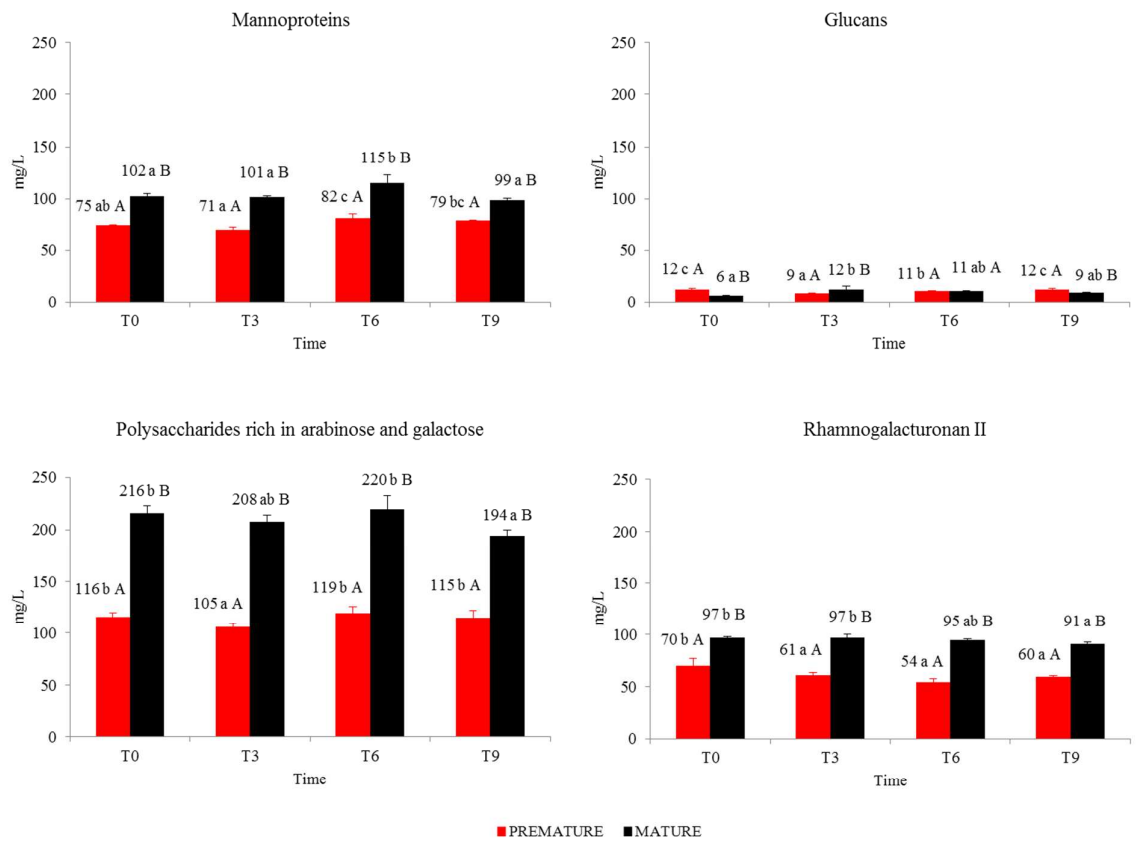 Mannoproteins
250
200
150
100
50
0
mg/L
75 ab A
102 a B
71 a A
101 a B
82 c A
115 b B
79 bc A
99 a B
T0
T3
T6
T9
Time
Glucans
250
200
150
100
50
0
mg/L
12 c A
6 a B
9 a A
12 b B
11 b A
11 ab A
12 c A
9 ab B
T0
T3
T6
T9
Time
Polysaccharides rich in arabinose and galactose
250
200
150
100
50
0
mg/L
116 b A
216 b B
105 a A
208 ab B
119 b A
220 b B
115 b A
194 a B
T0
T3
T6
T9
Time
Rhamnogalacturonan II
250
200
150
100
50
0
mg/L
70 b A
97 b B
61 a A
97 b B
54 a A
95 ab B
60 a A
91 a B
T0
T3
T6
T9
Time
PREMATURE
MATURE